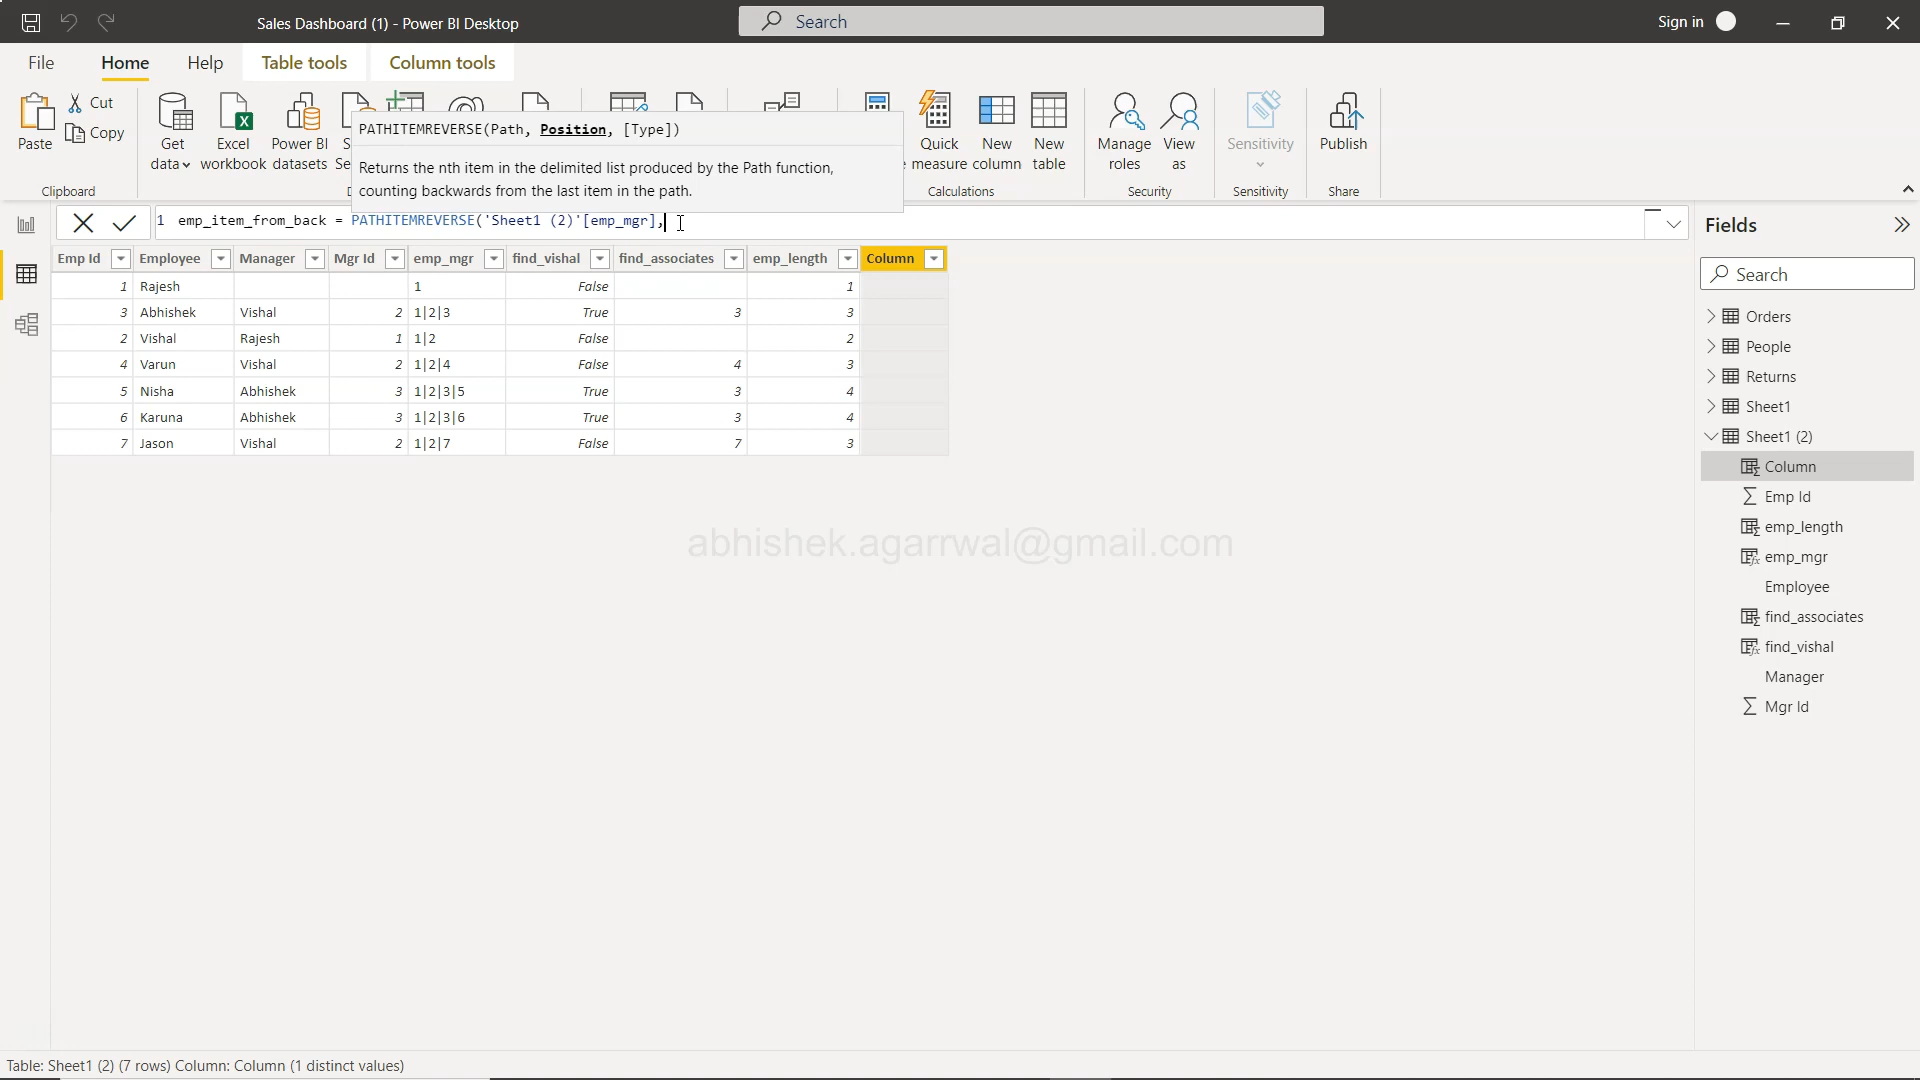 Sales Dashboard (1) - Power BI Desktop
Search
Sign in
File
Home
Help
Table tools
Column tools
Paste
Cut
Copy
Clipboard
Get
data
Excel
workbook
Power BI
datasets
PATHITEMREVERSE(Path, Position, [Type])
Returns the nth item in the delimited list produced by the Path function,
counting backwards from the last item in the path.
Quick
measure
New
column
New
table
Calculations
Manage
roles
View
as
Security
Sensitivity
Sensitivity
Publish
Share
1 emp_item_from_back = PATHITEMREVERSE('Sheet1 (2)'[emp_mgr],
Emp Id Employee Manager Mgr Id emp_mgr find_vishal find_associates emp_length Column
1 Rajesh 1 False 1
3 Abhishek Vishal 2 1|2|3 True 3 3
2 Vishal Rajesh 1 1|2 False 2
4 Varun Vishal 2 1|2|4 False 4 3
5 Nisha Abhishek 3 1|2|3|5 True 3 4
6 Karuna Abhishek 3 1|2|3|6 True 3 4
7 Jason Vishal 2 1|2|7 False 7 3
abhishek.agarrwal@gmail.com
Fields
Search
Orders
People
Returns
Sheet1
Sheet1 (2)
Column
Emp Id
emp_length
emp_mgr
Employee
find_associates
find_vishal
Manager
Mgr Id
Table: Sheet1 (2) (7 rows) Column: Column (1 distinct values)